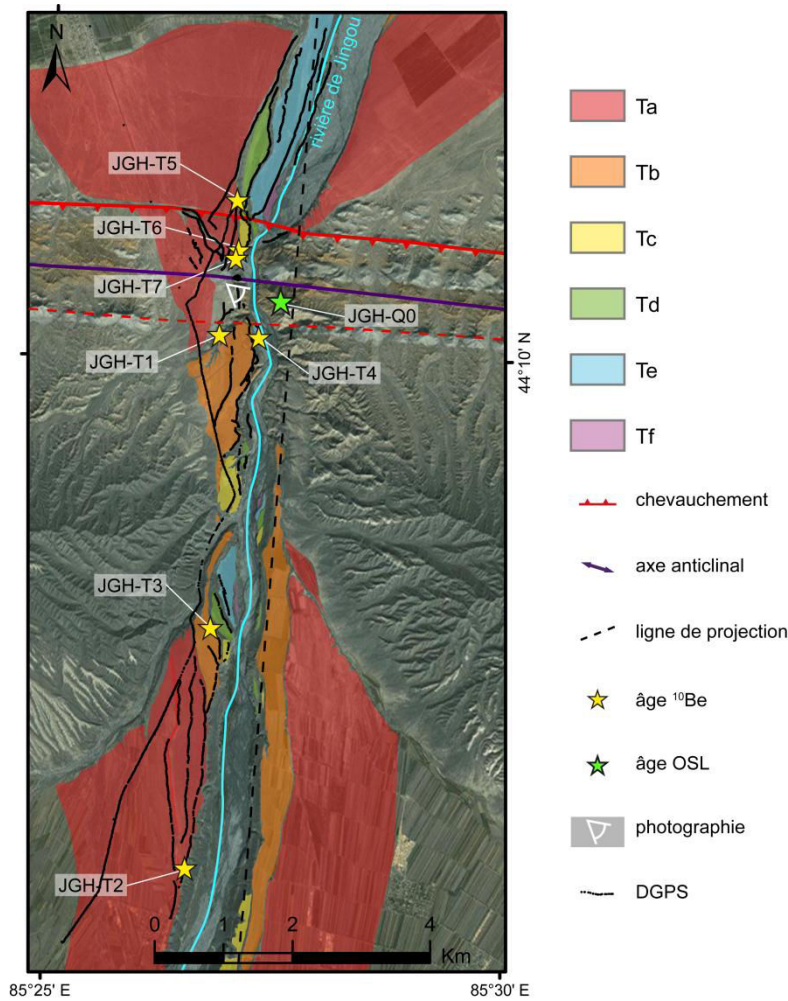 N
rivière de Jingou
JGH-T5
JGH-T6
JGH-T7
JGH-Q0
JGH-T1
JGH-T4
JGH-T3
JGH-T2
0 1 2 4
Km
44°10' N
85°25' E
85°30' E
Ta
Tb
Tc
Td
Te
Tf
chevauchement
axe anticlinal
ligne de projection
âge ¹⁰Be
âge OSL
photographie
DGPS